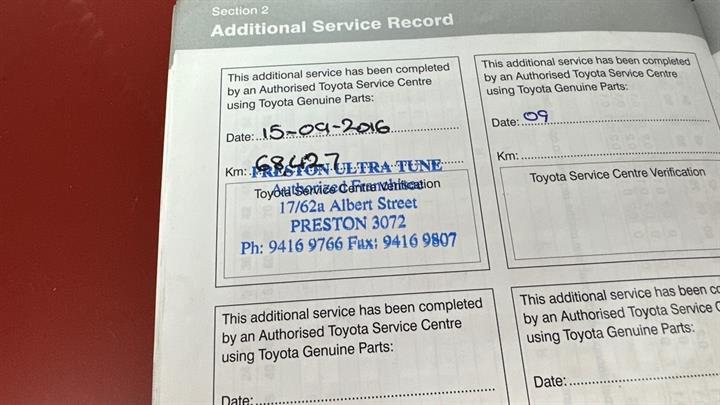 Section 2
Additional Service Record
This additional service has been completed
by an Authorised Toyota Service Centre
using Toyota Genuine Parts:
Date: 15-09-2016
Km: 68427
PRESTON ULTRA TUNE
Toyota Service Centre Verification
Authorized Franchisee
17/62a Albert Street
PRESTON 3072
Ph: 9416 9766 Fax: 9416 9807
This additional service has been completed
by an Authorised Toyota Service Centre
using Toyota Genuine Parts:
Date: 09
Km:
Toyota Service Centre Verification
This additional service has been completed
by an Authorised Toyota Service Centre
using Toyota Genuine Parts:
Date:
This additional service has been co
by an Authorised Toyota Service C
using Toyota Genuine Parts:
Date: